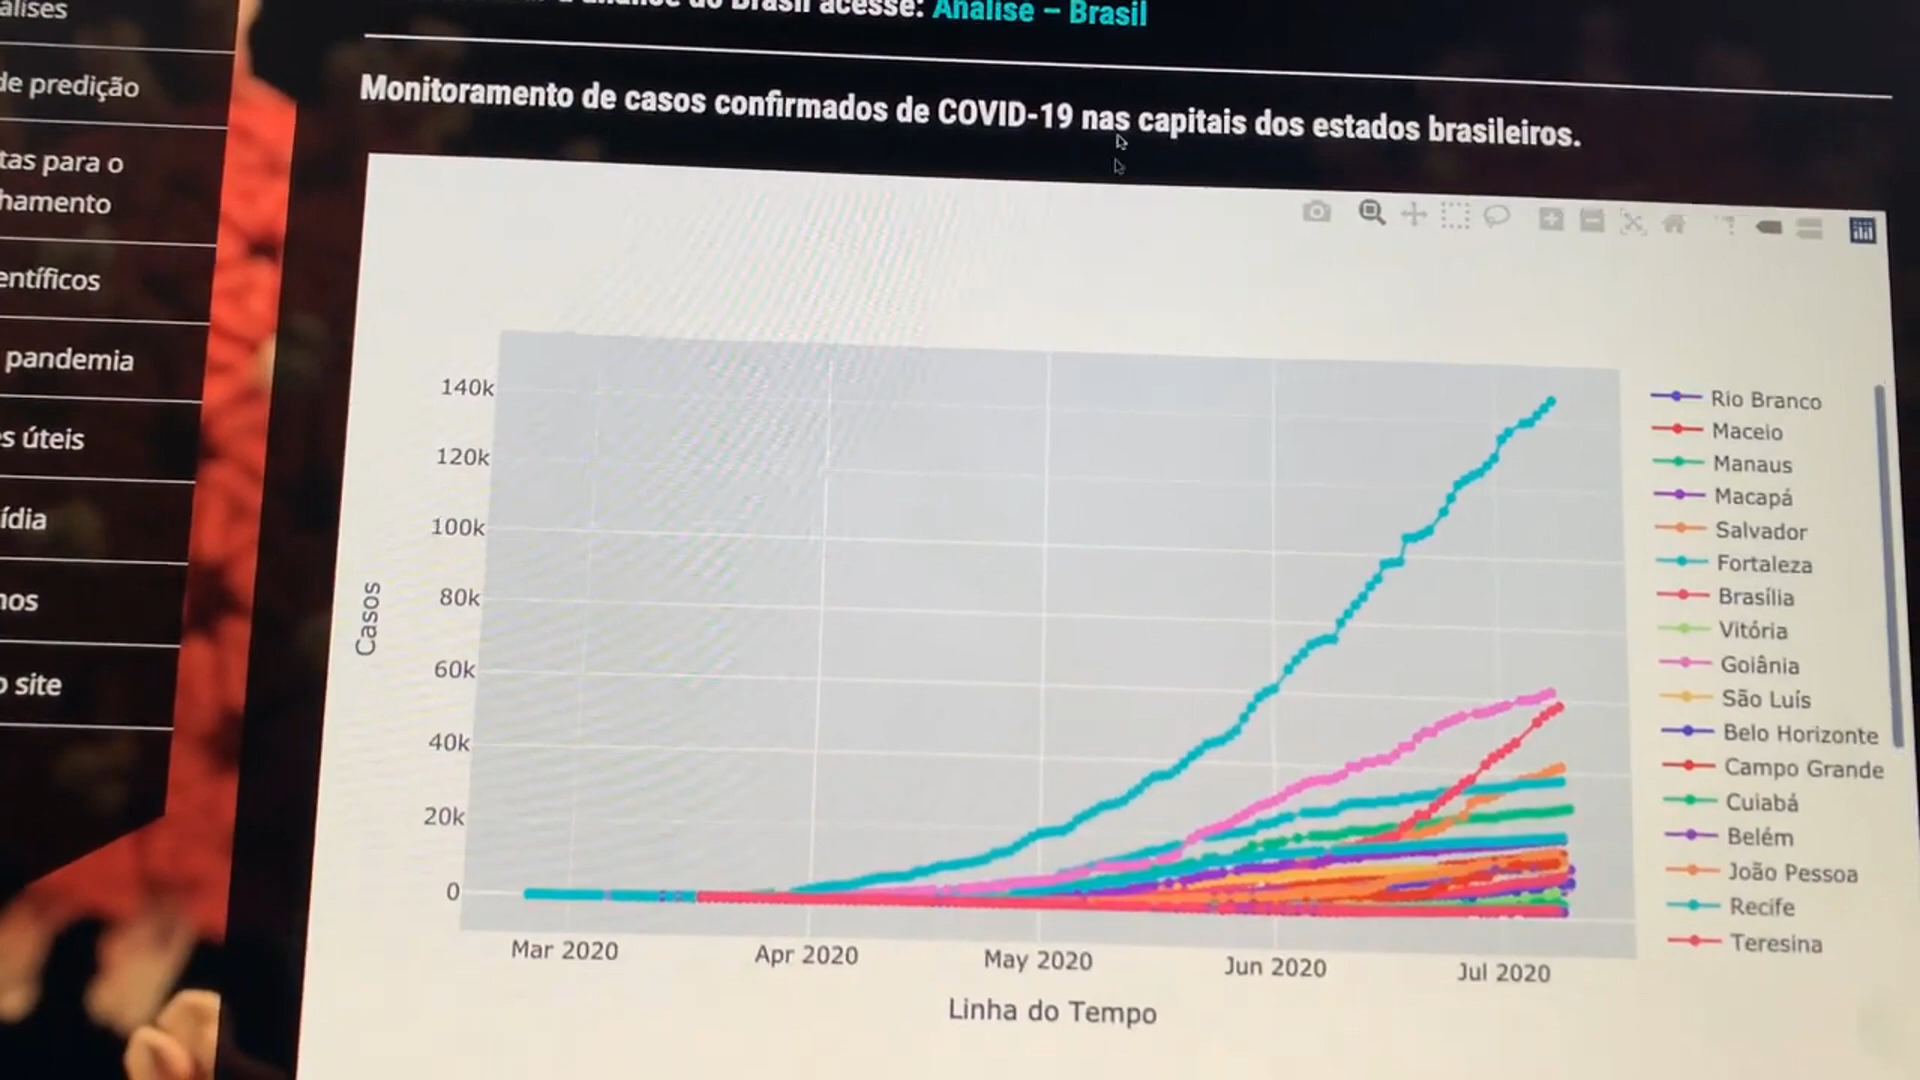 álises
acesse: Análise – Brasil
de predição
Monitoramento de casos confirmados de COVID-19 nas capitais dos estados brasileiros.
tas para o
hamento
entíficos
pandemia
s úteis
ídia
nos
o site
140k
120k
100k
80k
60k
40k
20k
0
Casos
Mar 2020
Apr 2020
May 2020
Jun 2020
Jul 2020
Linha do Tempo
Rio Branco
Maceio
Manaus
Macapá
Salvador
Fortaleza
Brasília
Vitória
Goiânia
São Luís
Belo Horizonte
Campo Grande
Cuiabá
Belém
João Pessoa
Recife
Teresina